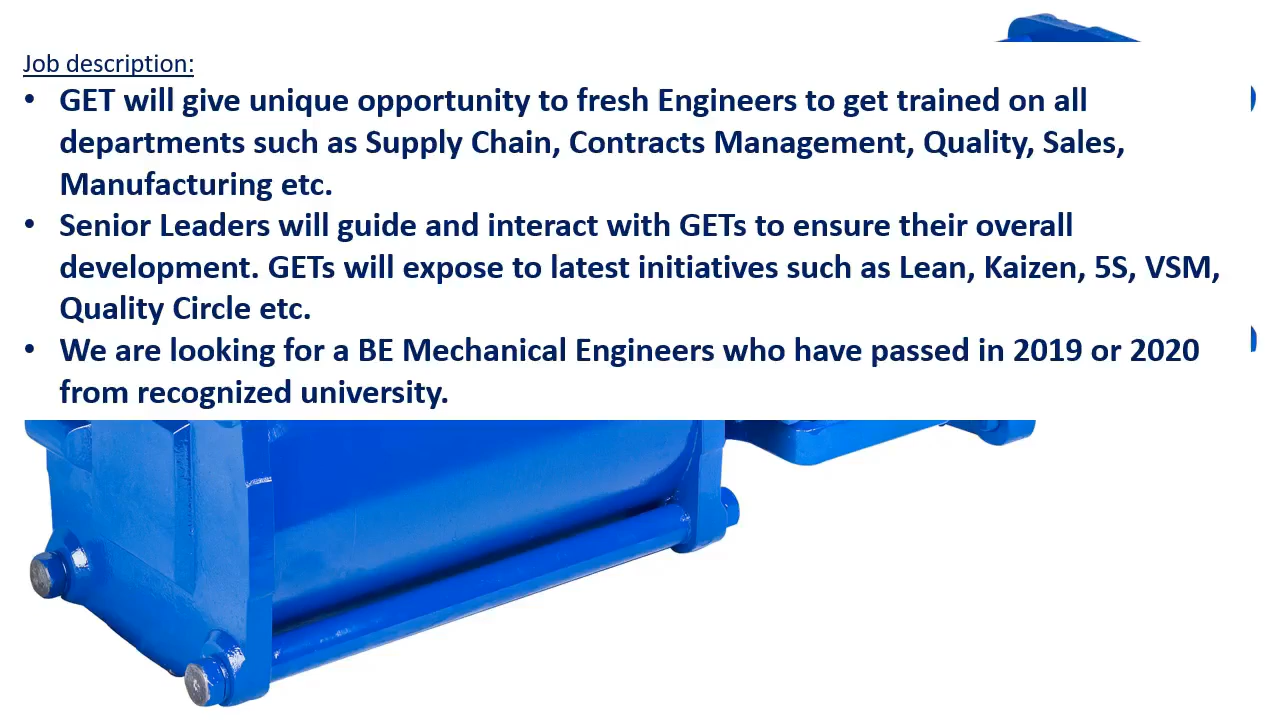 Job description:
• GET will give unique opportunity to fresh Engineers to get trained on all
departments such as Supply Chain, Contracts Management, Quality, Sales,
Manufacturing etc.
• Senior Leaders will guide and interact with GETs to ensure their overall
development. GETs will expose to latest initiatives such as Lean, Kaizen, 5S, VSM,
Quality Circle etc.
• We are looking for a BE Mechanical Engineers who have passed in 2019 or 2020
from recognized university.